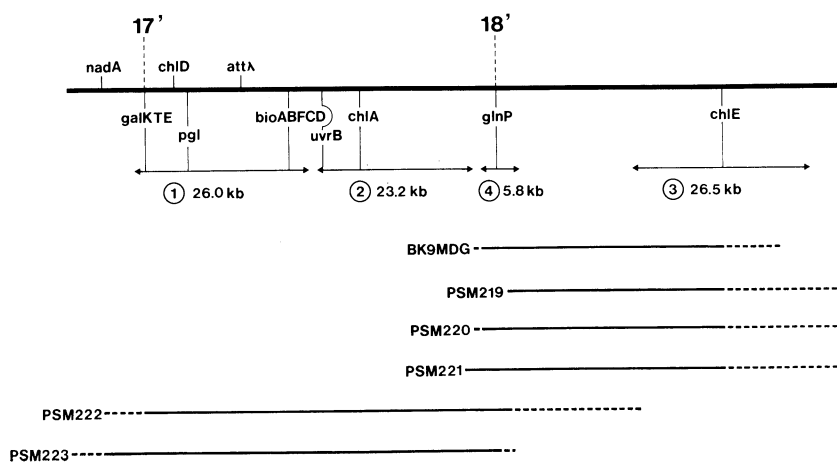 17' 18'
nadA chlD attλ
galKTE bioABFCD chlA glnP chlE
pgl uvrB
① 26.0 kb ② 23.2 kb ④ 5.8 kb ③ 26.5 kb
BK9MDG
PSM219
PSM220
PSM221
PSM222
PSM223